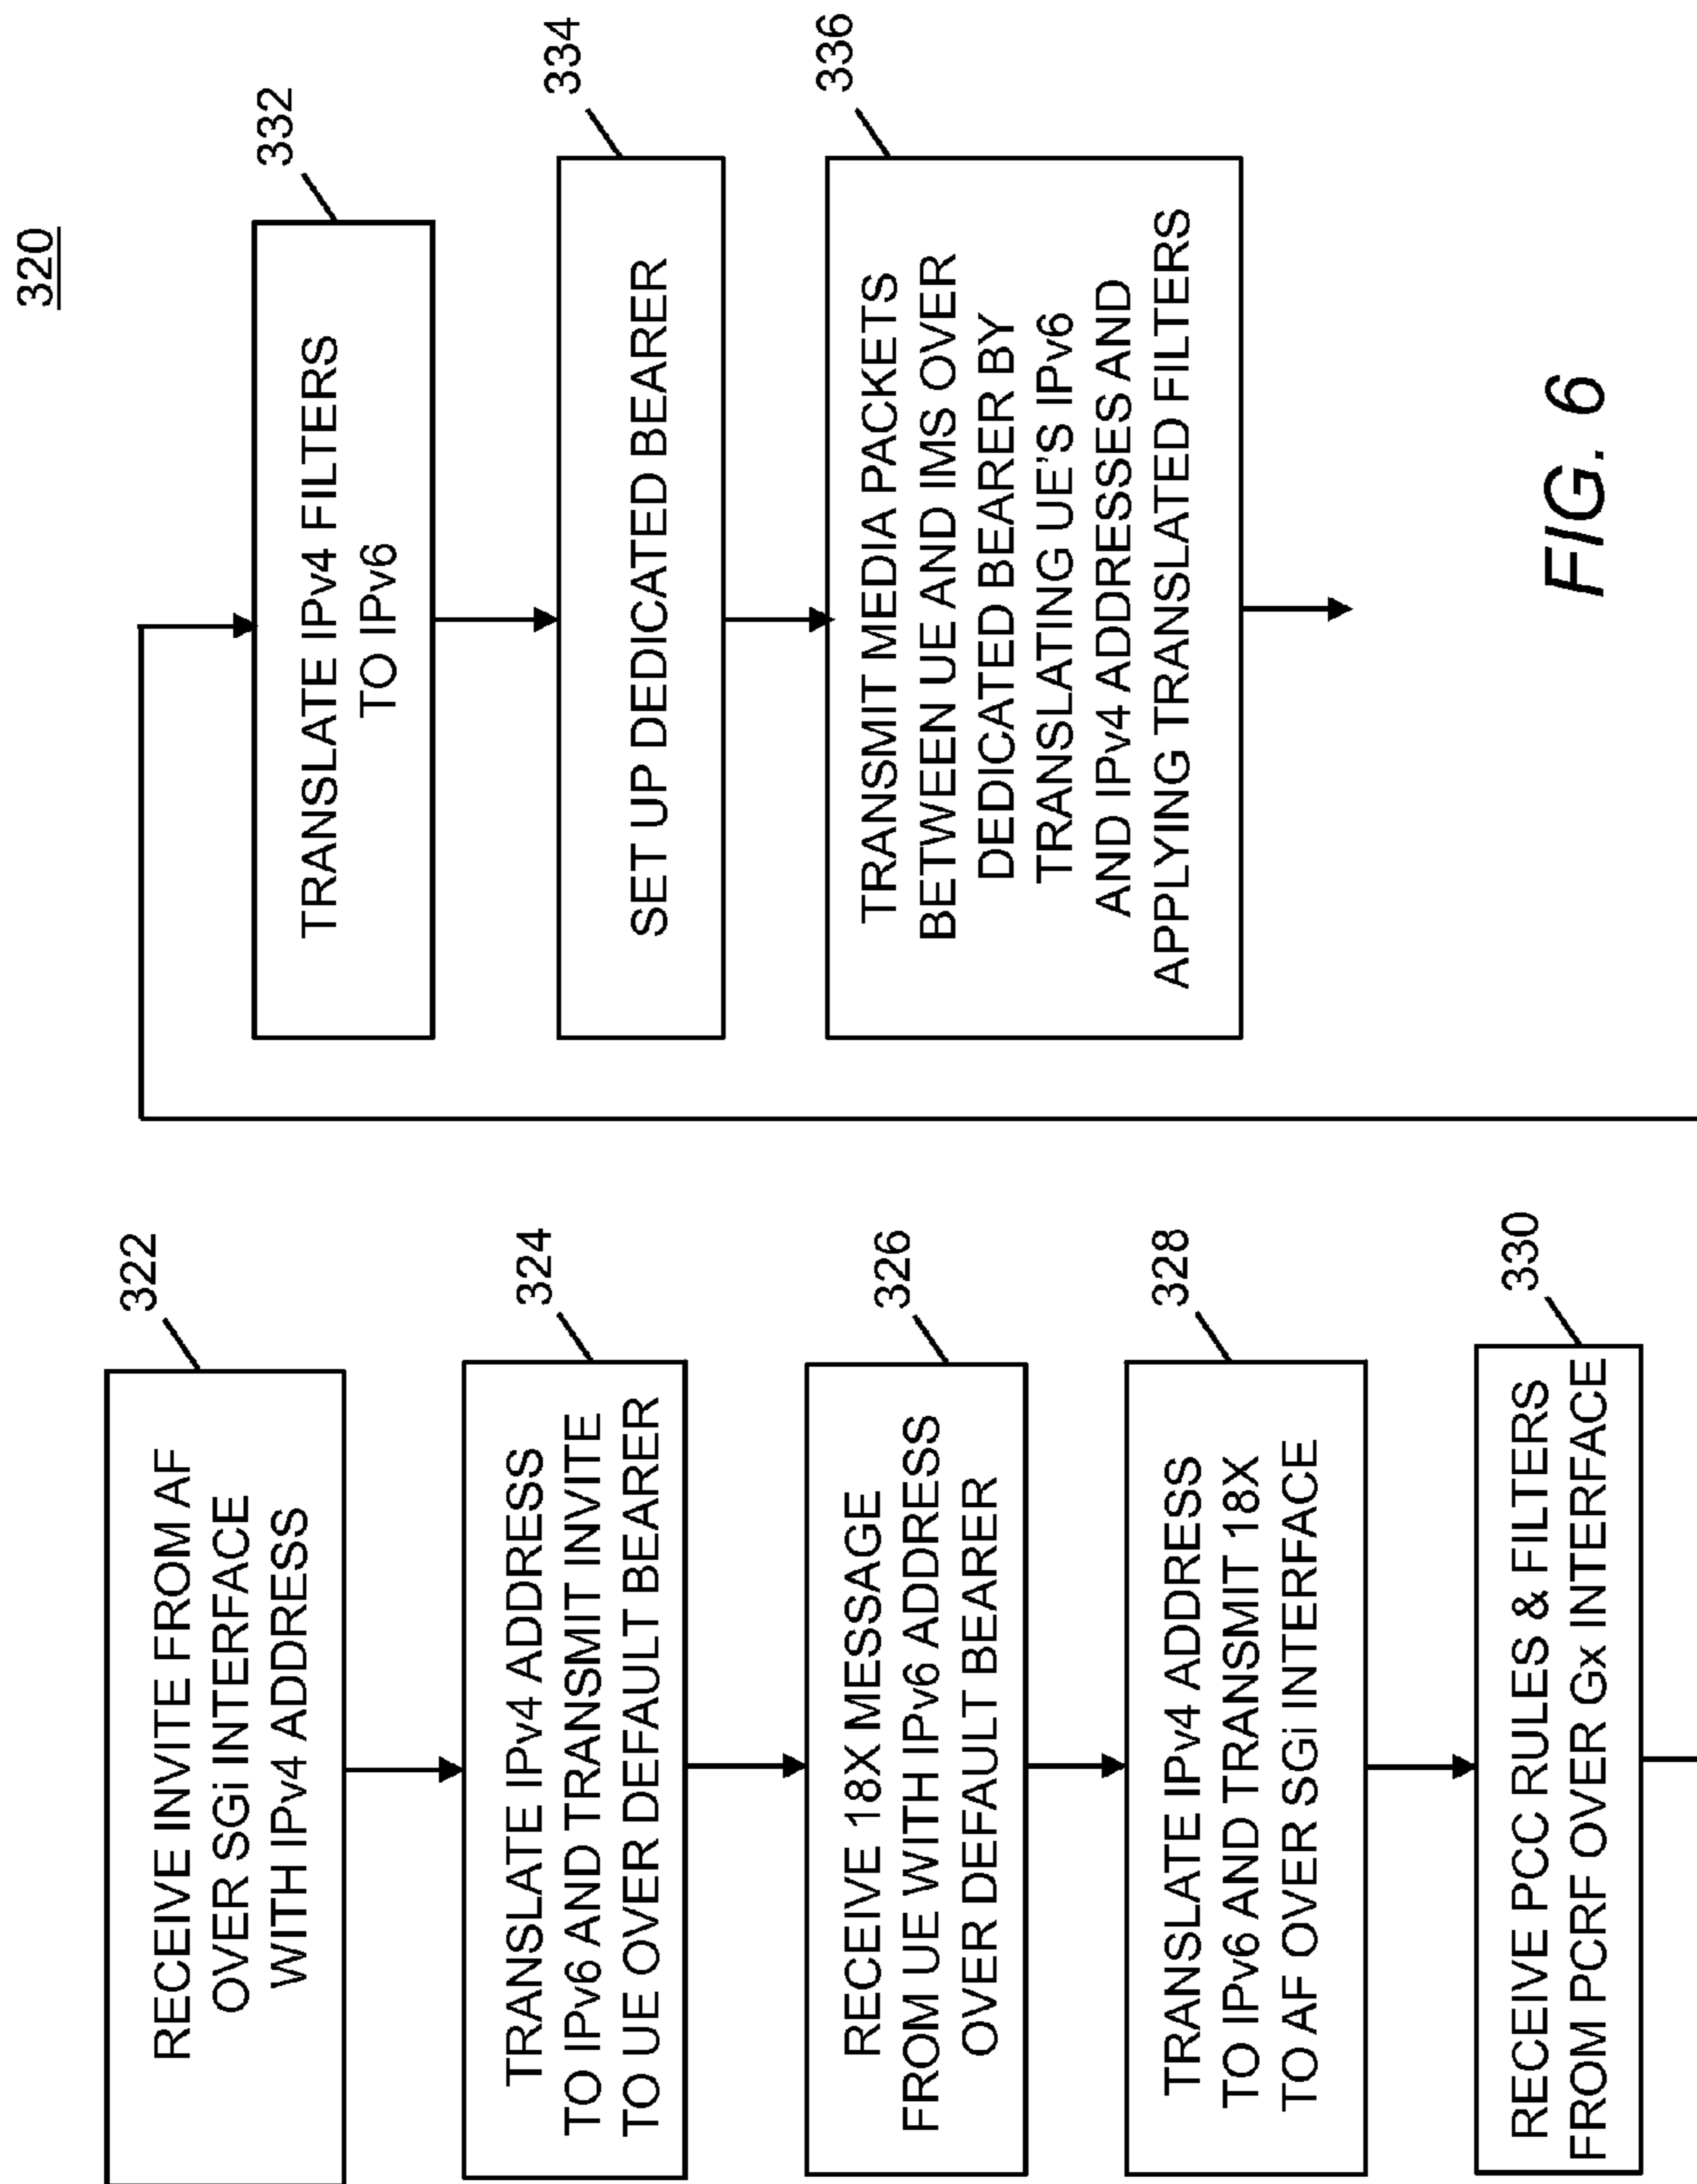 320
322
RECEIVE INVITE FROM AF
OVER SGi INTERFACE
WITH IPv4 ADDRESS
324
TRANSLATE IPv4 ADDRESS
TO IPv6 AND TRANSMIT INVITE
TO UE OVER DEFAULT BEARER
326
RECEIVE 18X MESSAGE
FROM UE WITH IPv6 ADDRESS
OVER DEFAULT BEARER
328
TRANSLATE IPv4 ADDRESS
TO IPv6 AND TRANSMIT 18X
TO AF OVER SGi INTERFACE
330
RECEIVE PCC RULES & FILTERS
FROM PCRF OVER Gx INTERFACE
332
TRANSLATE IPv4 FILTERS
TO IPv6
334
SET UP DEDICATED BEARER
336
TRANSMIT MEDIA PACKETS
BETWEEN UE AND IMS OVER
DEDICATED BEARER BY
TRANSLATING UE'S IPv6
AND IPv4 ADDRESSES AND
APPLYING TRANSLATED FILTERS
FIG. 6